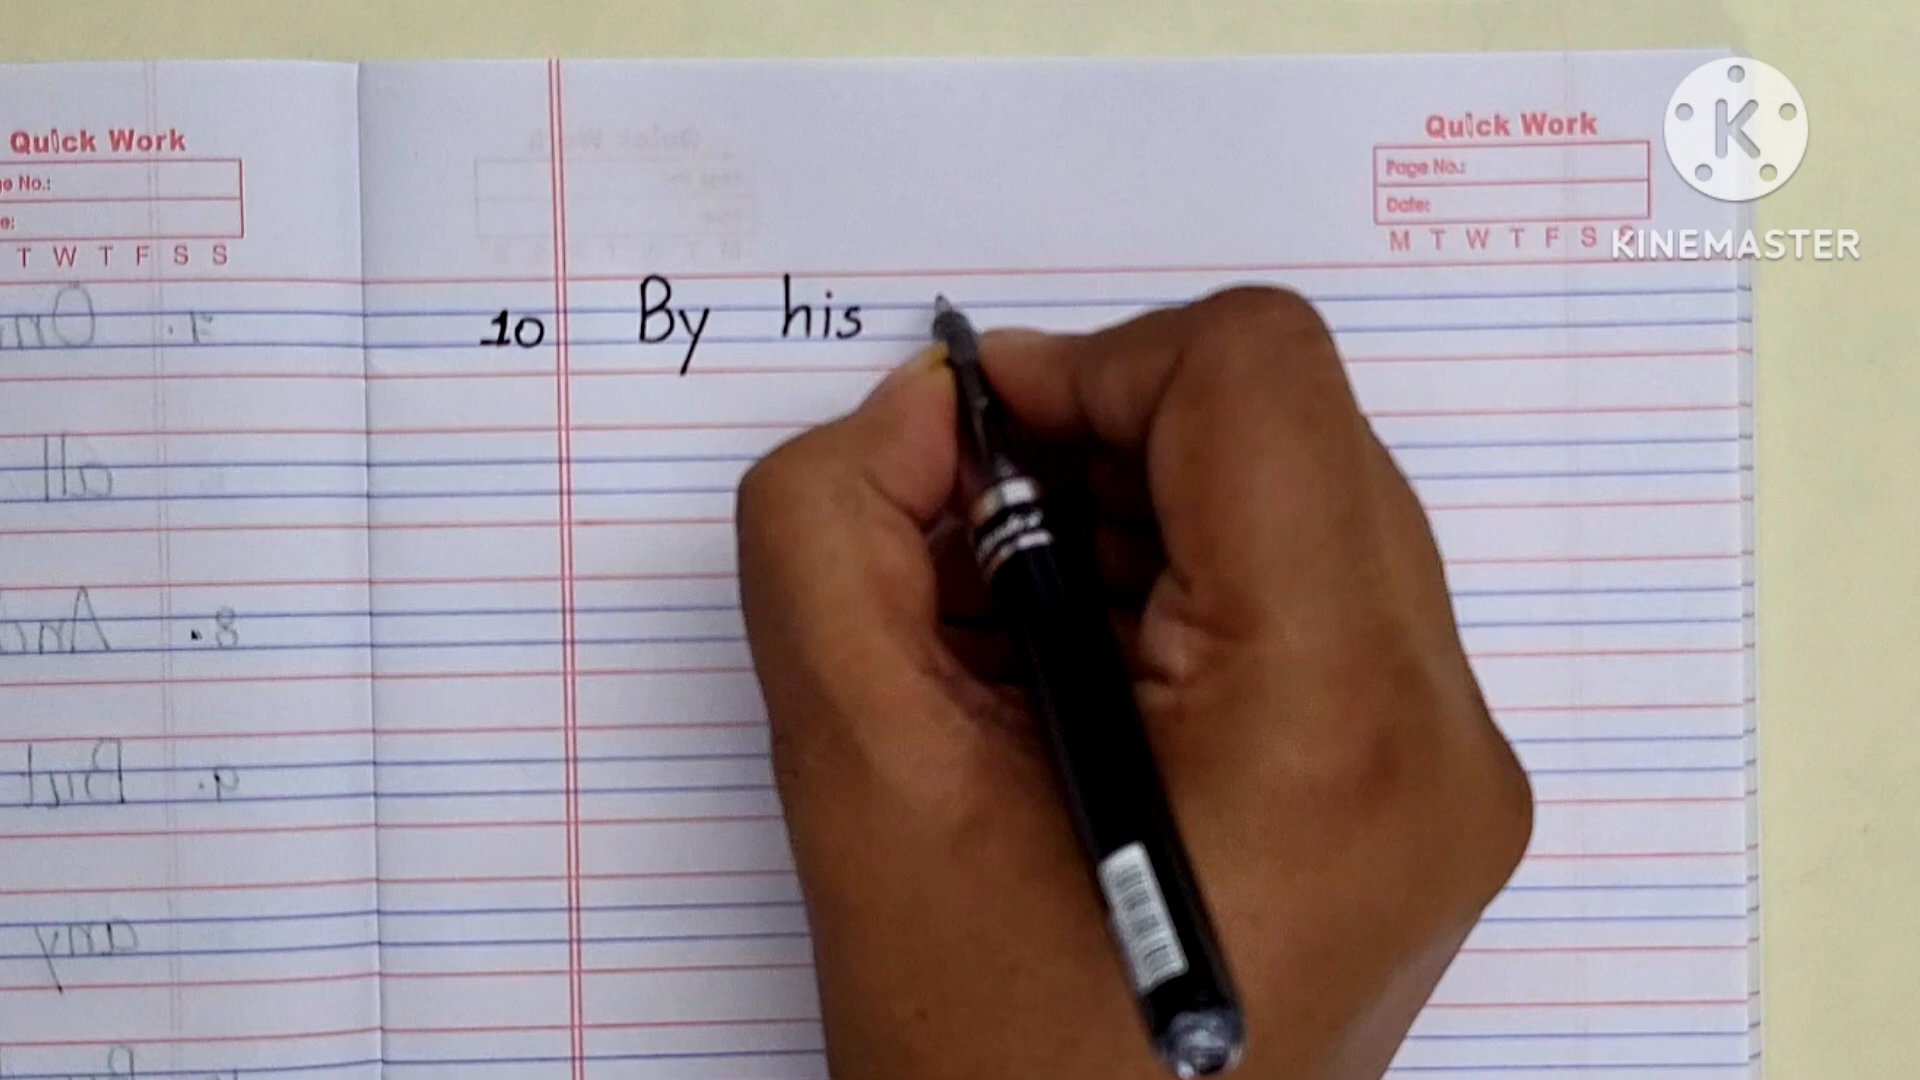 Quick Work
Page No.:
Date:
M T W T F S S
KINEMASTER
Quick Work
ge No.:
e:
T W T F S S
10 By his